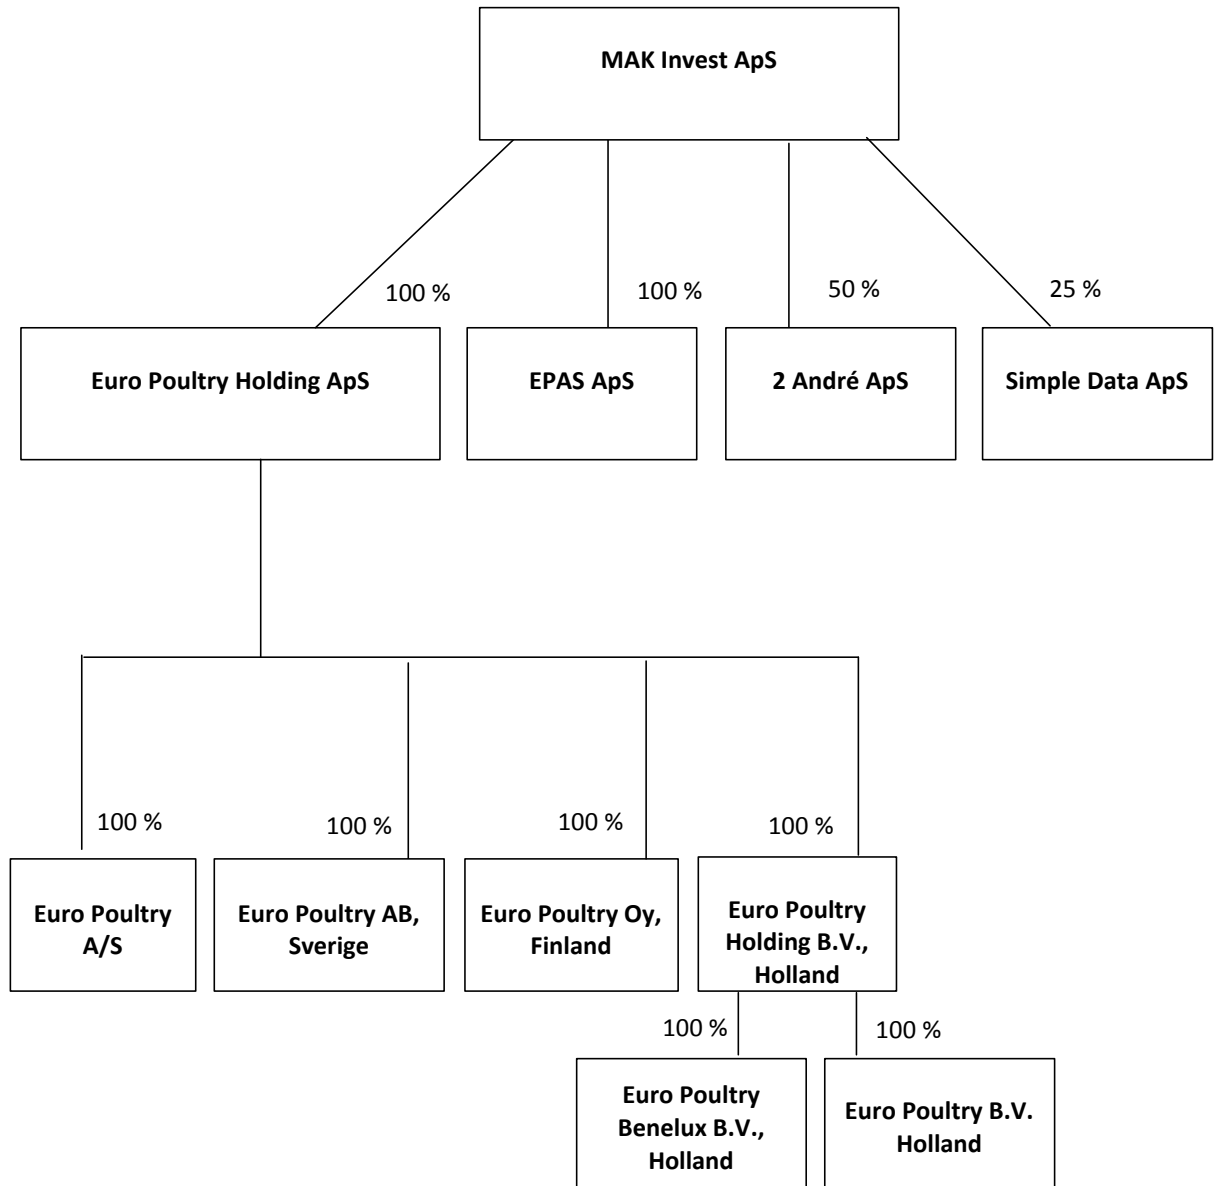 MAK Invest ApS
100 %
100 %
50 %
25 %
Euro Poultry Holding ApS
EPAS ApS
2 André ApS
Simple Data ApS
100 %
100 %
100 %
100 %
Euro Poultry
A/S
Euro Poultry AB,
Sverige
Euro Poultry Oy,
Finland
Euro Poultry
Holding B.V.,
Holland
100 %
100 %
Euro Poultry
Benelux B.V.,
Holland
Euro Poultry B.V.
Holland